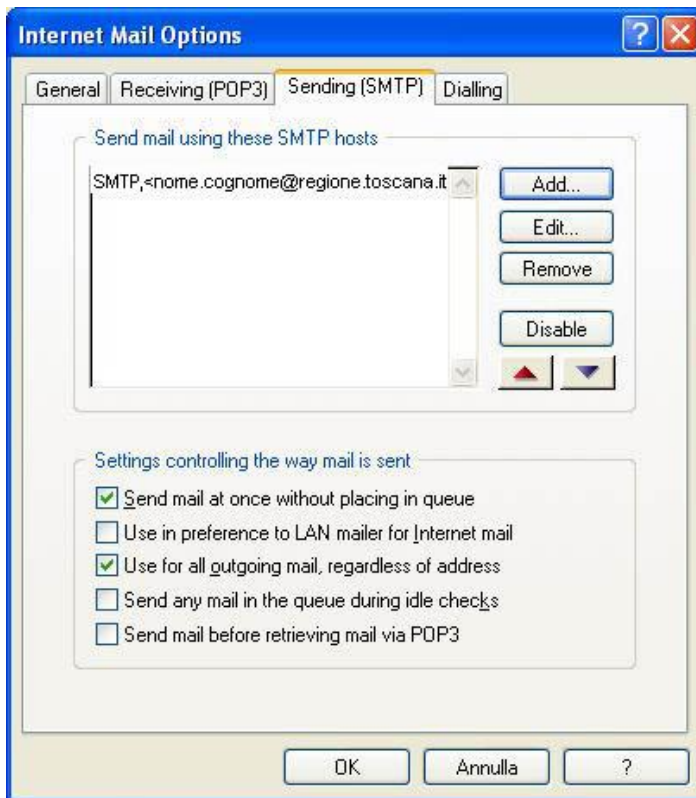 Internet Mail Options
General Receiving (POP3) Sending (SMTP) Dialling
Send mail using these SMTP hosts
SMTP,<nome.cognome@regione.toscana.it
Add...
Edit...
Remove
Disable
Settings controlling the way mail is sent
Send mail at once without placing in queue
Use in preference to LAN mailer for Internet mail
Use for all outgoing mail, regardless of address
Send any mail in the queue during idle checks
Send mail before retrieving mail via POP3
OK Annulla ?